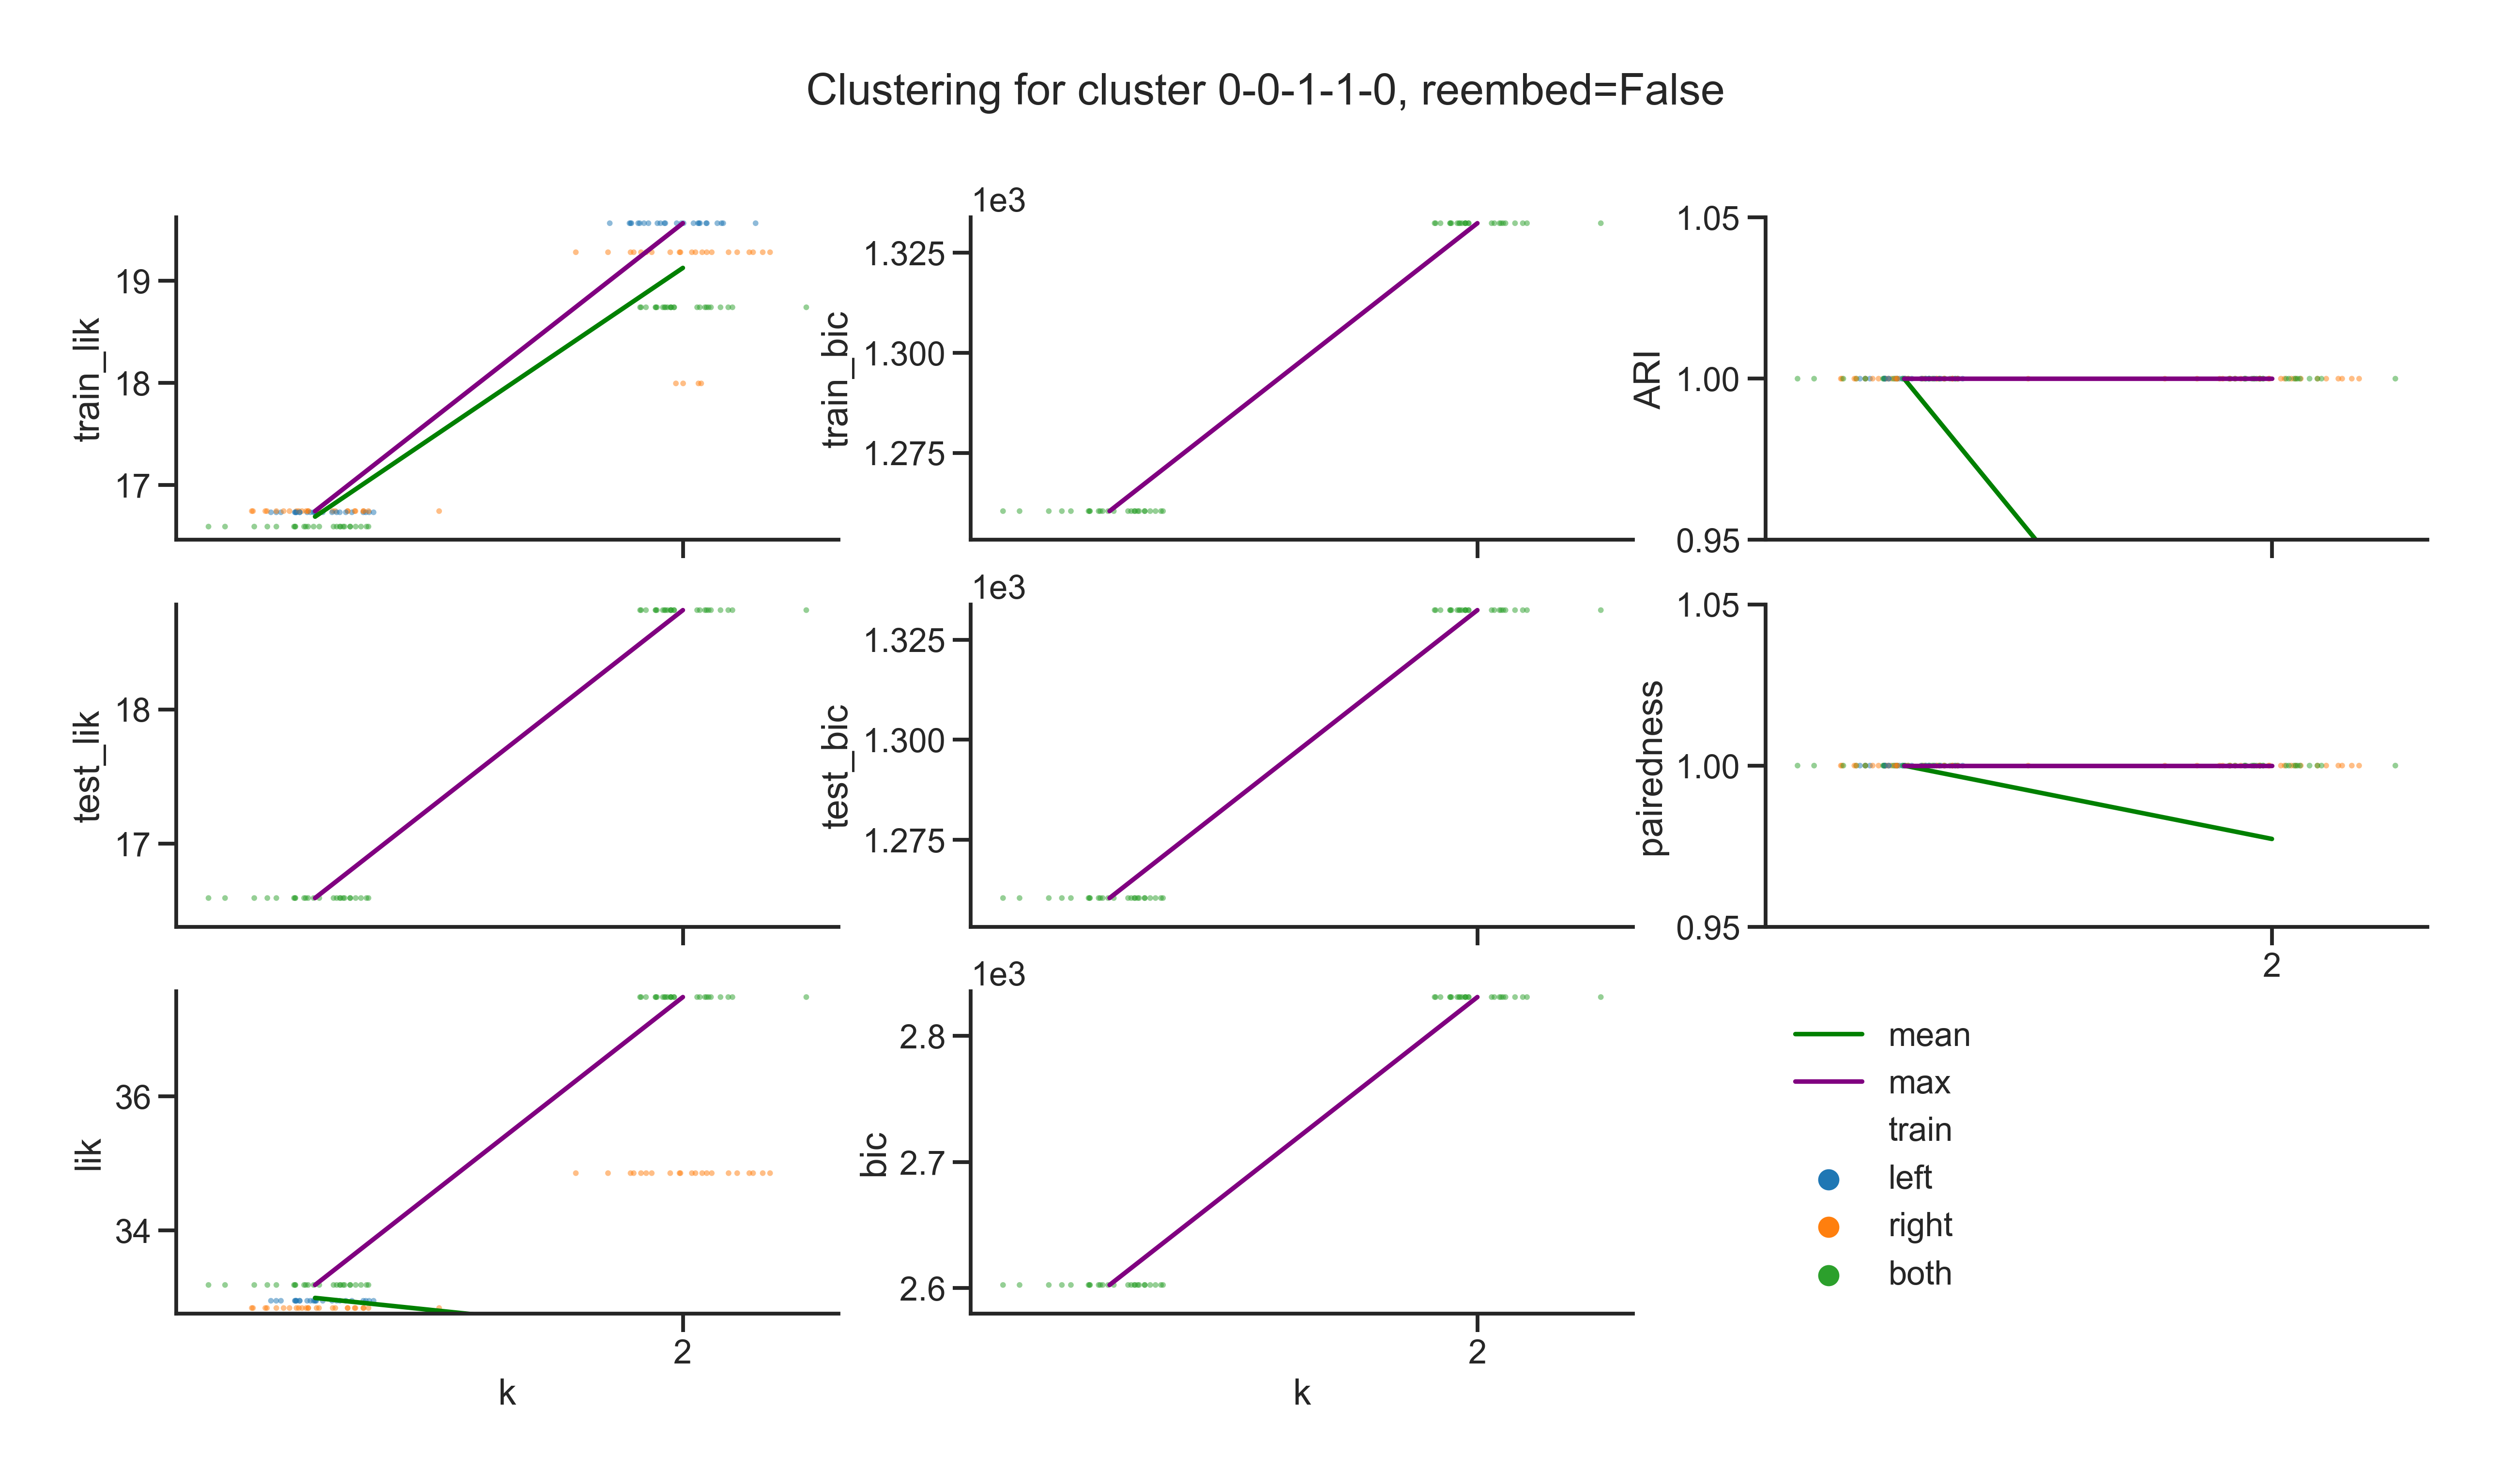 Clustering for cluster 0-0-1-1-0, reembed=False
train_lik
19
18
17
1e3
train_bic
1.325
1.300
1.275
ARI
1.05
1.00
0.95
test_lik
18
17
1e3
test_bic
1.325
1.300
1.275
pairedness
1.05
1.00
0.95
2
lik
36
34
2
k
1e3
bic
2.8
2.7
2.6
2
k
mean
max
train
left
right
both